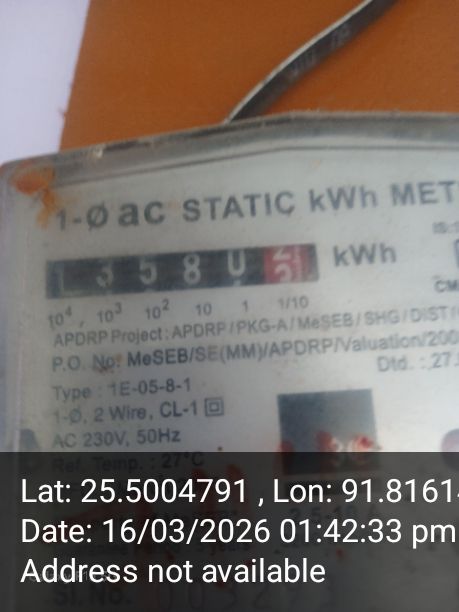 1-Ø ac STATIC kWh MET
1 3 5 8 0 kWh
10⁴ 10³ 10² 10 1 1/10
APDRP Project: APDRP/PKG-A/MeSEB/SHG/DIST/
P.O. No: MeSEB/SE(MM)/APDRP/Valuation/200
Dtd. : 27.
Type : 1E-05-8-1
1-Ø, 2 Wire, CL-1
AC 230V, 50Hz
Ref. Temp. : 27°C
Lat: 25.5004791 , Lon: 91.8161
Date: 16/03/2026 01:42:33 pm
Address not available
Sl. No.